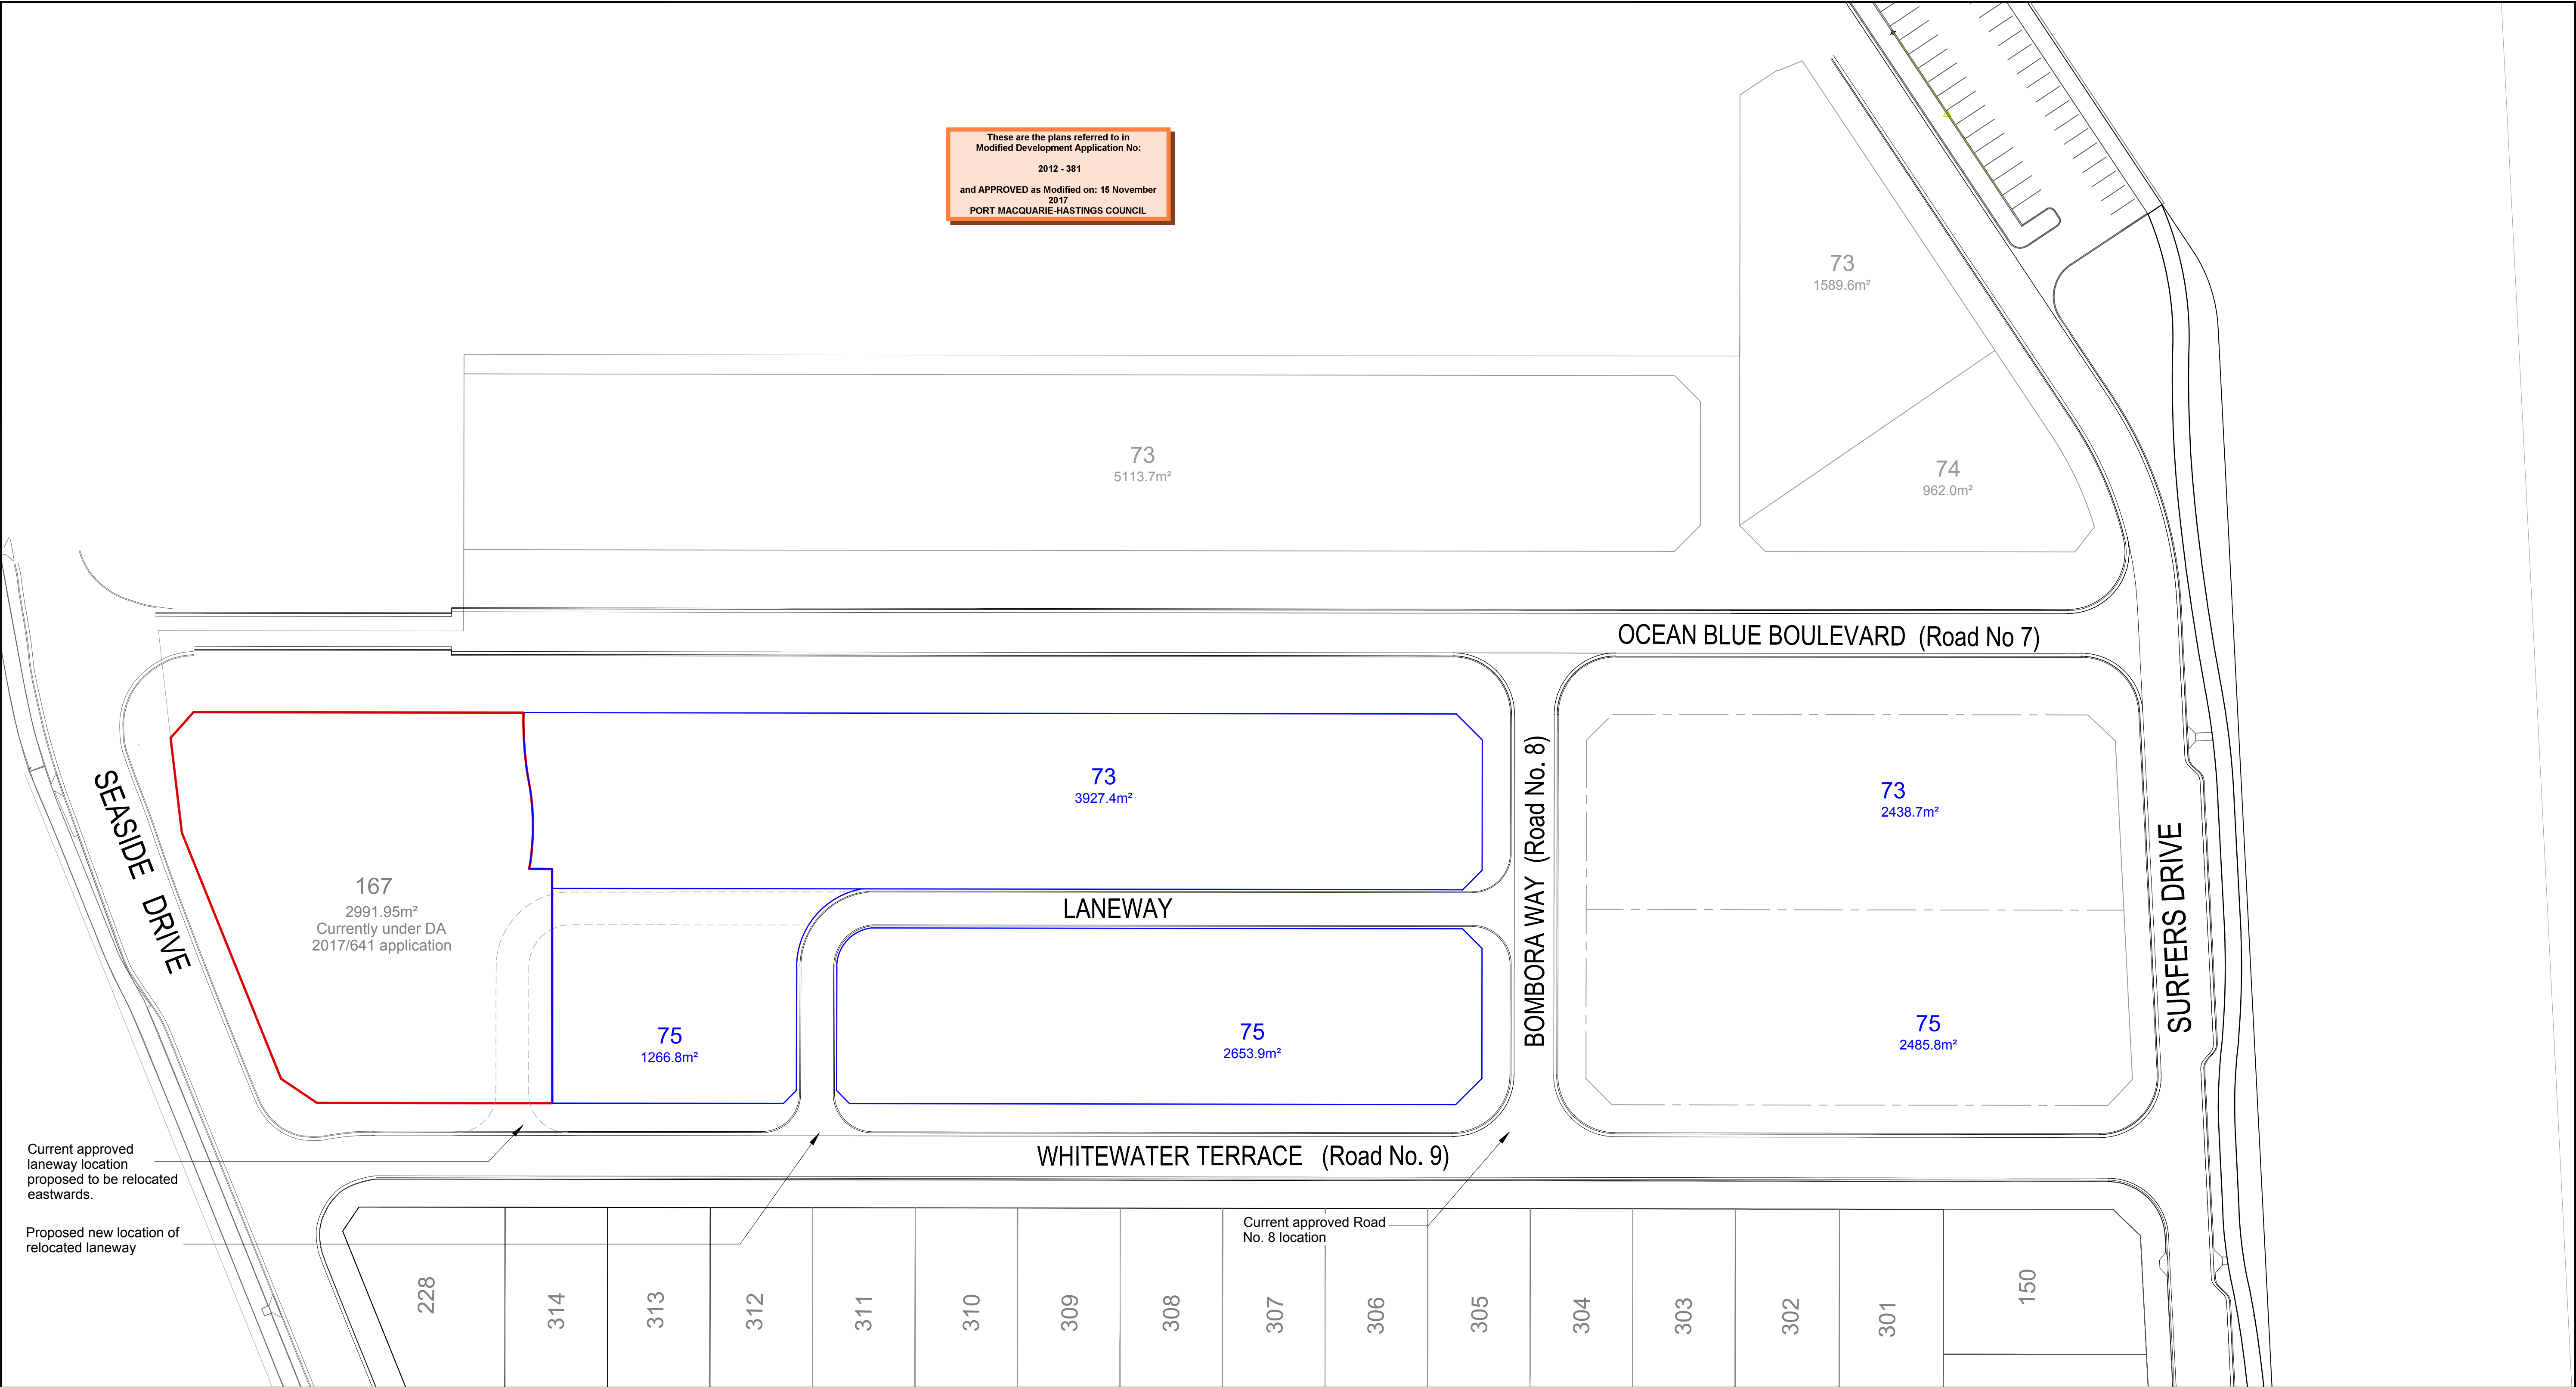 These are the plans referred to in
Modified Development Application No:
2012 - 381
and APPROVED as Modified on: 15 November
2017
PORT MACQUARIE-HASTINGS COUNCIL
73
1589.6m²
73
5113.7m²
74
962.0m²
OCEAN BLUE BOULEVARD (Road No 7)
SEASIDE DRIVE
167
2991.95m²
Currently under DA
2017/641 application
73
3927.4m²
LANEWAY
75
1266.8m²
75
2653.9m²
BOMBORA WAY (Road No. 8)
73
2438.7m²
75
2485.8m²
SURFERS DRIVE
WHITEWATER TERRACE (Road No. 9)
Current approved
laneway location
proposed to be relocated
eastwards.
Proposed new location of
relocated laneway
Current approved Road
No. 8 location
228
314
313
312
311
310
309
308
307
306
305
304
303
302
301
150